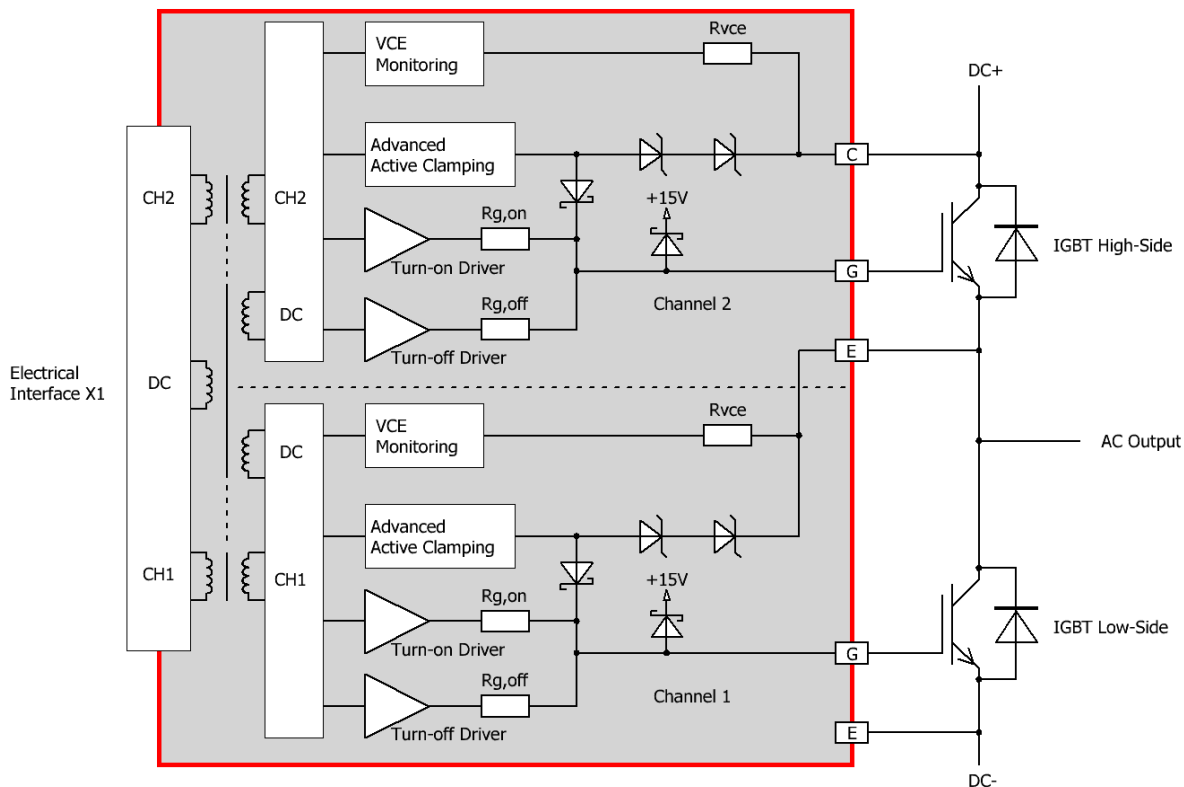 VCE
Monitoring
Rvce
DC+
Advanced
Active Clamping
C
CH2
CH2
+15V
Rg,on
Turn-on Driver
G
IGBT High-Side
Rg,off
Channel 2
DC
Turn-off Driver
E
Electrical
Interface X1
DC
VCE
Monitoring
Rvce
DC
AC Output
Advanced
Active Clamping
CH1
CH1
+15V
Rg,on
Turn-on Driver
G
IGBT Low-Side
Rg,off
Channel 1
Turn-off Driver
E
DC-